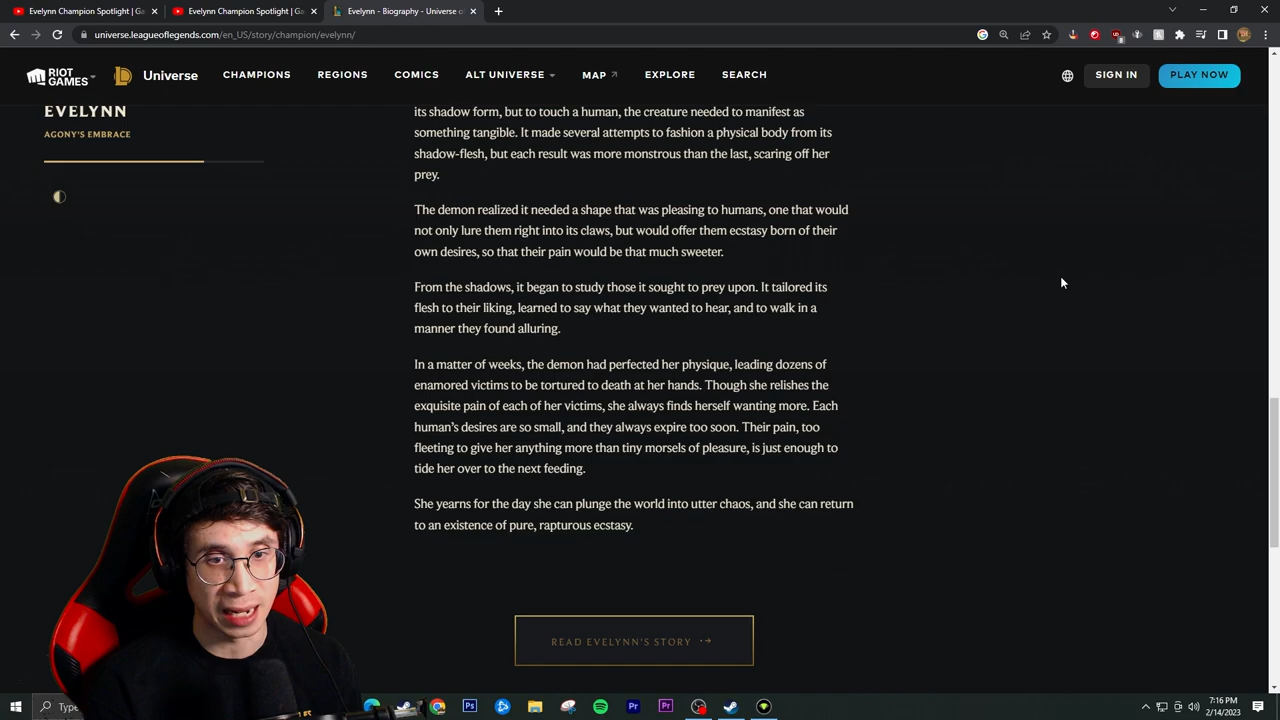 Evelynn Champion Spotlight | Ga
Evelynn Champion Spotlight | Ga
Evelynn - Biography - Universe o
universe.leagueoflegends.com/en_US/story/champion/evelynn/
RIOT GAMES
Universe
CHAMPIONS
REGIONS
COMICS
ALT UNIVERSE
MAP
EXPLORE
SEARCH
SIGN IN
PLAY NOW
EVELYNN
AGONY'S EMBRACE
its shadow form, but to touch a human, the creature needed to manifest as
something tangible. It made several attempts to fashion a physical body from its
shadow-flesh, but each result was more monstrous than the last, scaring off her
prey.
The demon realized it needed a shape that was pleasing to humans, one that would
not only lure them right into its claws, but would offer them ecstasy born of their
own desires, so that their pain would be that much sweeter.
From the shadows, it began to study those it sought to prey upon. It tailored its
flesh to their liking, learned to say what they wanted to hear, and to walk in a
manner they found alluring.
In a matter of weeks, the demon had perfected her physique, leading dozens of
enamored victims to be tortured to death at her hands. Though she relishes the
exquisite pain of each of her victims, she always finds herself wanting more. Each
human's desires are so small, and they always expire too soon. Their pain, too
fleeting to give her anything more than tiny morsels of pleasure, is just enough to
tide her over to the next feeding.
She yearns for the day she can plunge the world into utter chaos, and she can return
to an existence of pure, rapturous ecstasy.
READ EVELYNN'S STORY
Type
7:16 PM
2/14/2023